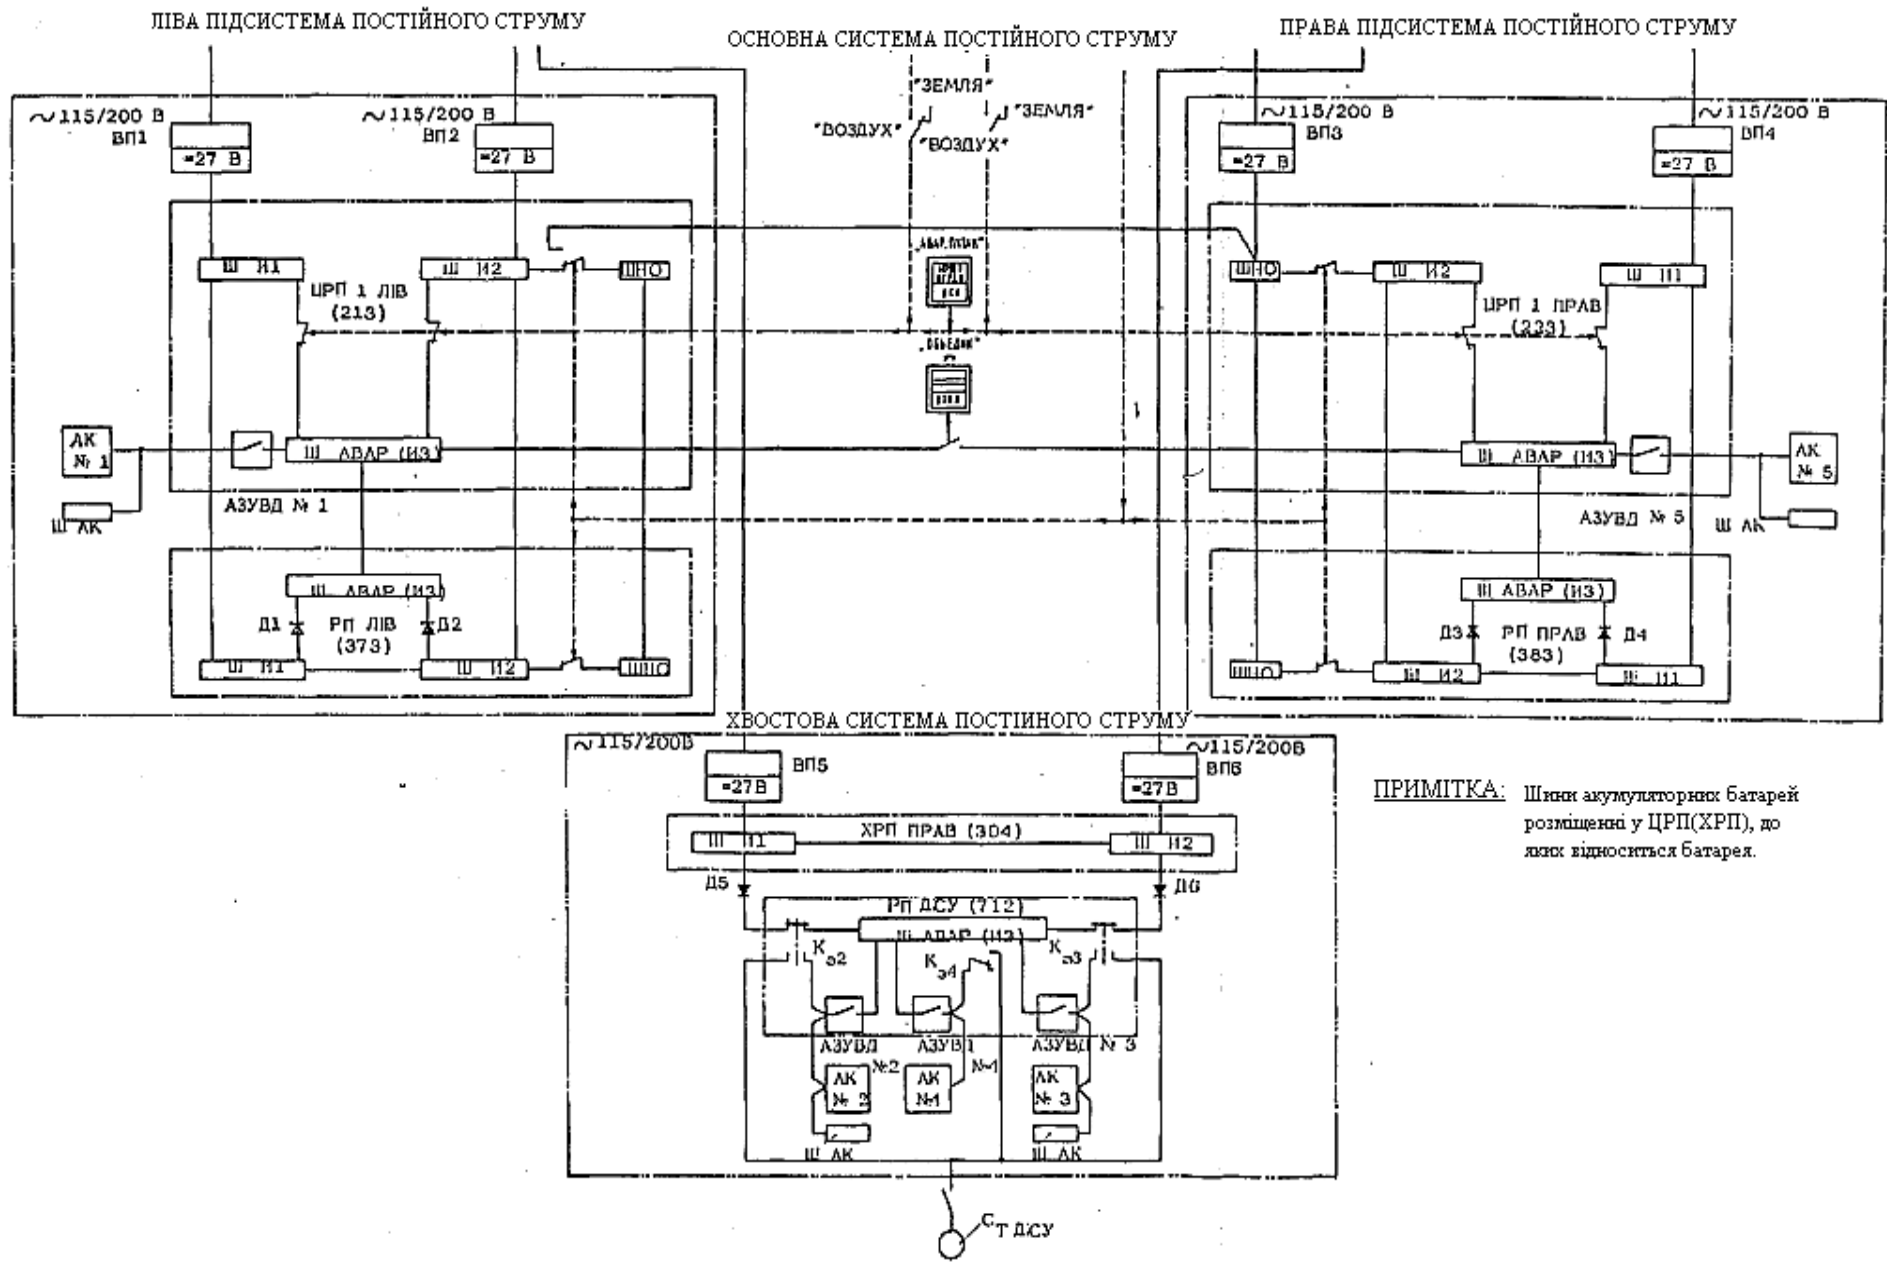 ЛІВА ПІДСИСТЕМА ПОСТІЙНОГО СТРУМУ
ОСНОВНА СИСТЕМА ПОСТІЙНОГО СТРУМУ
ПРАВА ПІДСИСТЕМА ПОСТІЙНОГО СТРУМУ
~115/200 В
ВП1
=27 В
~115/200 В
ВП2
=27 В
"ЗЕМЛЯ"
"ВОЗДУХ"
"ЗЕМЛЯ"
"ВОЗДУХ"
~115/200 В
ВП3
=27 В
~115/200 В
ВП4
=27 В
Ш И1
Ш И2
ШНО
ЦРП 1 ЛІВ
(213)
ШНО
Ш И2
Ш И1
ЦРП 1 ПРАВ
(233)
АК
№ 1
Ш АВАР (И3)
Ш АК
АЗУВД № 1
Ш АВАР (И3)
АК
№ 5
АЗУВД № 5
Ш АК
Ш АВАР (И3)
Д1
РП ЛІВ
(373)
Д2
Ш И1
Ш И2
ШНО
Ш АВАР (И3)
Д3
РП ПРАВ
(383)
Д4
ШНО
Ш И2
Ш И1
ХВОСТОВА СИСТЕМА ПОСТІЙНОГО СТРУМУ
~115/200В
ВП5
=27В
~115/200В
ВП6
=27В
ХРП ПРАВ (304)
Ш И1
Ш И2
Д5
Д6
РП ДСУ (712)
Ш АВАР (И3)
Кэ2
Кэ4
Кэ3
АЗУВД
№2
АЗУВД
№4
АЗУВД № 3
АК
№ 2
АК
№4
АК
№ 3
Ш АК
Ш АК
Ст ДСУ
ПРИМІТКА: Шини акумуляторних батарей
розміщенні у ЦРП(ХРП), до
яких відноситься батарея.